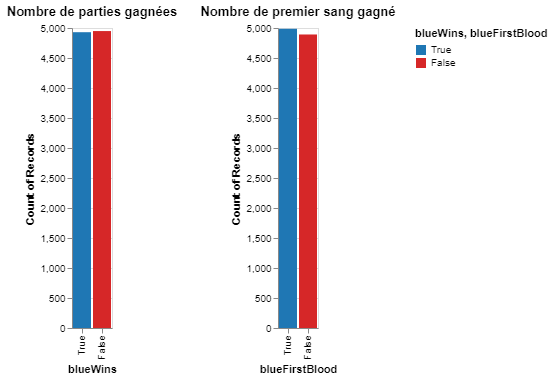 Nombre de parties gagnées
5,000
4,500
4,000
3,500
3,000
2,500
2,000
1,500
1,000
500
0
Count of Records
True
False
blueWins
Nombre de premier sang gagné
5,000
4,500
4,000
3,500
3,000
2,500
2,000
1,500
1,000
500
0
Count of Records
True
False
blueFirstBlood
blueWins, blueFirstBlood
True
False